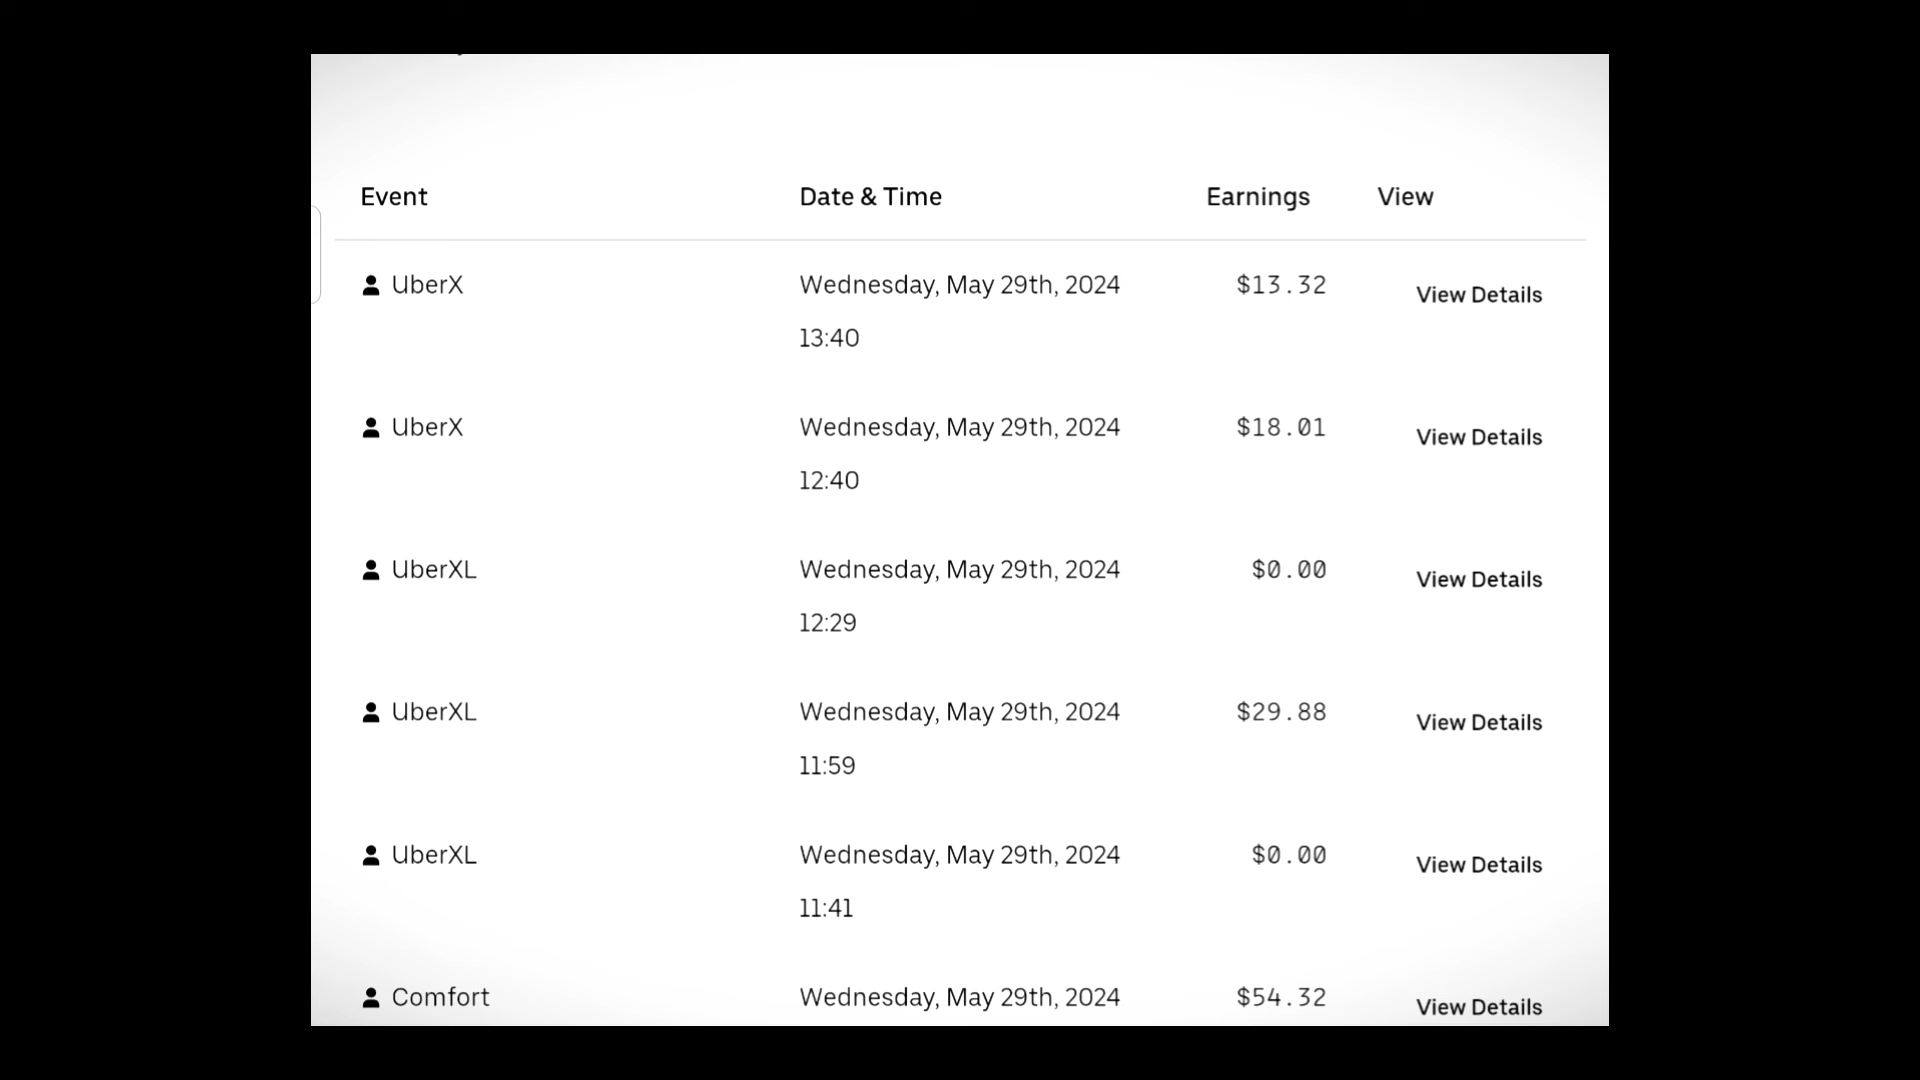 Event Date & Time Earnings View
UberX Wednesday, May 29th, 2024 $13.32 View Details
13:40
UberX Wednesday, May 29th, 2024 $18.01 View Details
12:40
UberXL Wednesday, May 29th, 2024 $0.00 View Details
12:29
UberXL Wednesday, May 29th, 2024 $29.88 View Details
11:59
UberXL Wednesday, May 29th, 2024 $0.00 View Details
11:41
Comfort Wednesday, May 29th, 2024 $54.32 View Details